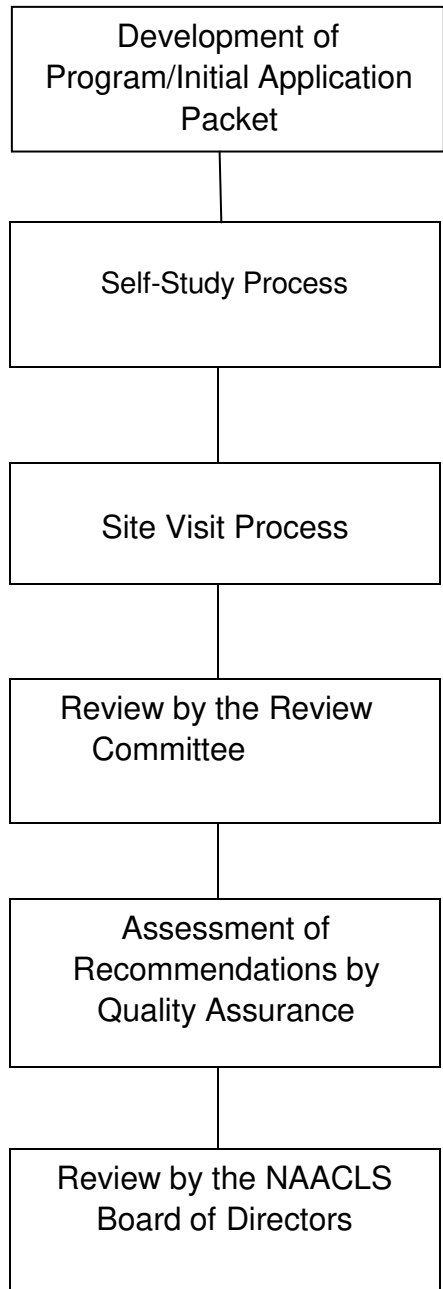 Development of
Program/Initial Application
Packet
Self-Study Process
Site Visit Process
Review by the Review
Committee
Assessment of
Recommendations by
Quality Assurance
Review by the NAACLS
Board of Directors